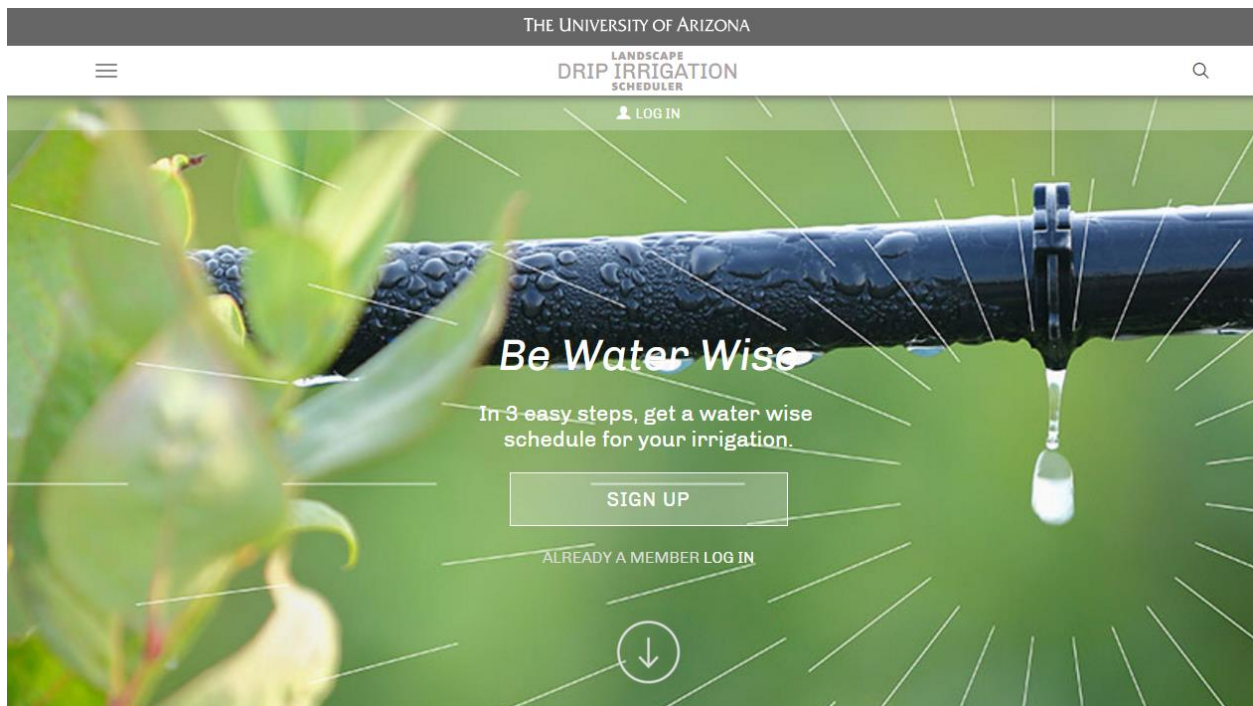 THE UNIVERSITY OF ARIZONA
LANDSCAPE
DRIP IRRIGATION
SCHEDULER
LOG IN
Be Water Wise
In 3 easy steps, get a water wise
schedule for your irrigation.
SIGN UP
ALREADY A MEMBER LOG IN